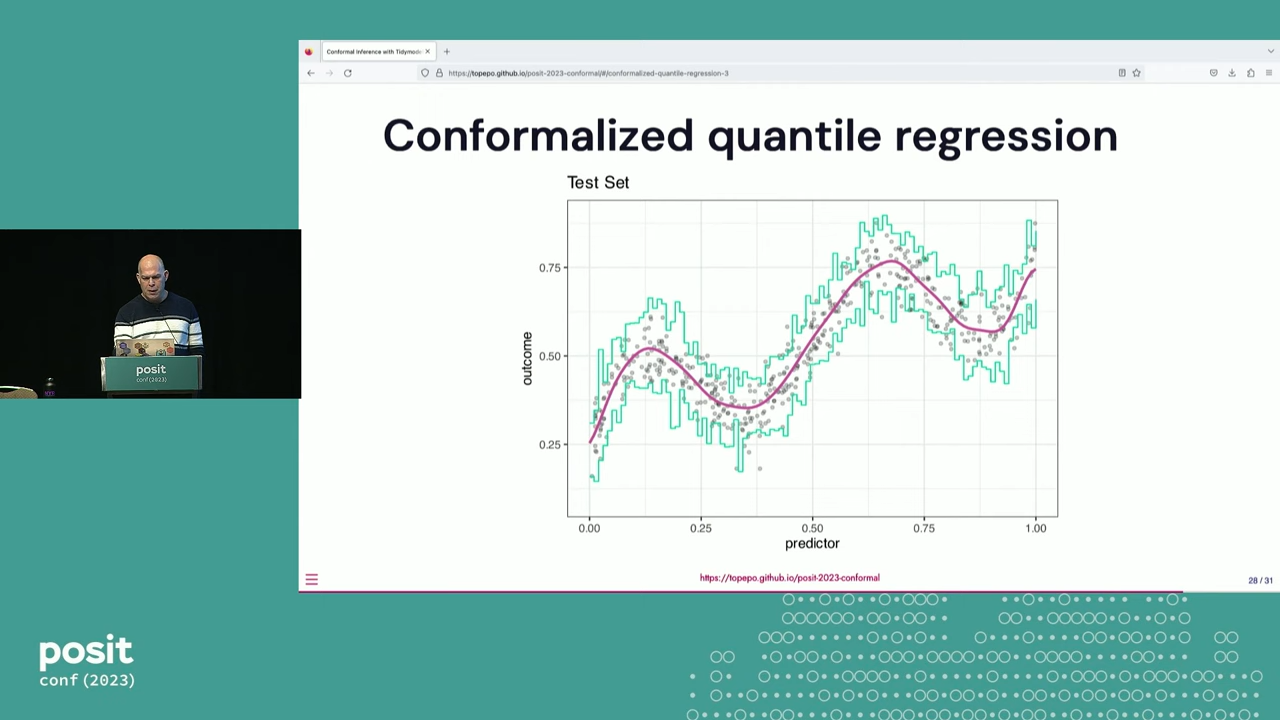 Conformal Inference with Tidymod
https://topepo.github.io/posit-2023-conformal/#/conformalized-quantile-regression-3
Conformalized quantile regression
Test Set
0.75
0.50
0.25
outcome
0.00
0.25
0.50
0.75
1.00
predictor
https://topepo.github.io/posit-2023-conformal
28 / 31
posit
conf(2023)
posit
conf(2023)